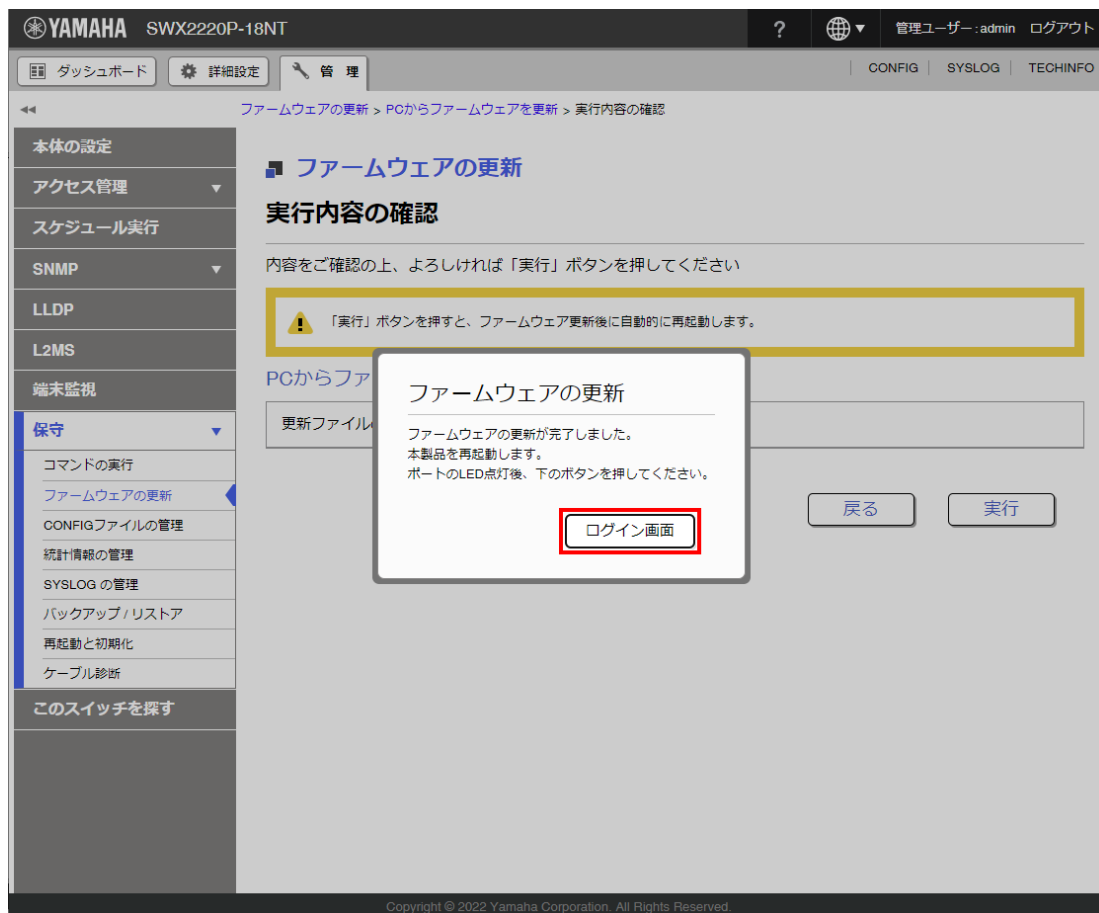 YAMAHA SWX2220P-18NT
? 管理ユーザー:admin ログアウト
ダッシュボード 詳細設定 管 理
CONFIG SYSLOG TECHINFO
ファームウェアの更新 > PCからファームウェアを更新 > 実行内容の確認
本体の設定
アクセス管理
スケジュール実行
SNMP
LLDP
L2MS
端末監視
保守
コマンドの実行
ファームウェアの更新
CONFIGファイルの管理
統計情報の管理
SYSLOG の管理
バックアップ / リストア
再起動と初期化
ケーブル診断
このスイッチを探す
ファームウェアの更新
実行内容の確認
内容をご確認の上、よろしければ「実行」ボタンを押してください
「実行」ボタンを押すと、ファームウェア更新後に自動的に再起動します。
PCからファ
更新ファイル
ファームウェアの更新
ファームウェアの更新が完了しました。
本製品を再起動します。
ポートのLED点灯後、下のボタンを押してください。
ログイン画面
戻る 実行
Copyright © 2022 Yamaha Corporation. All Rights Reserved.